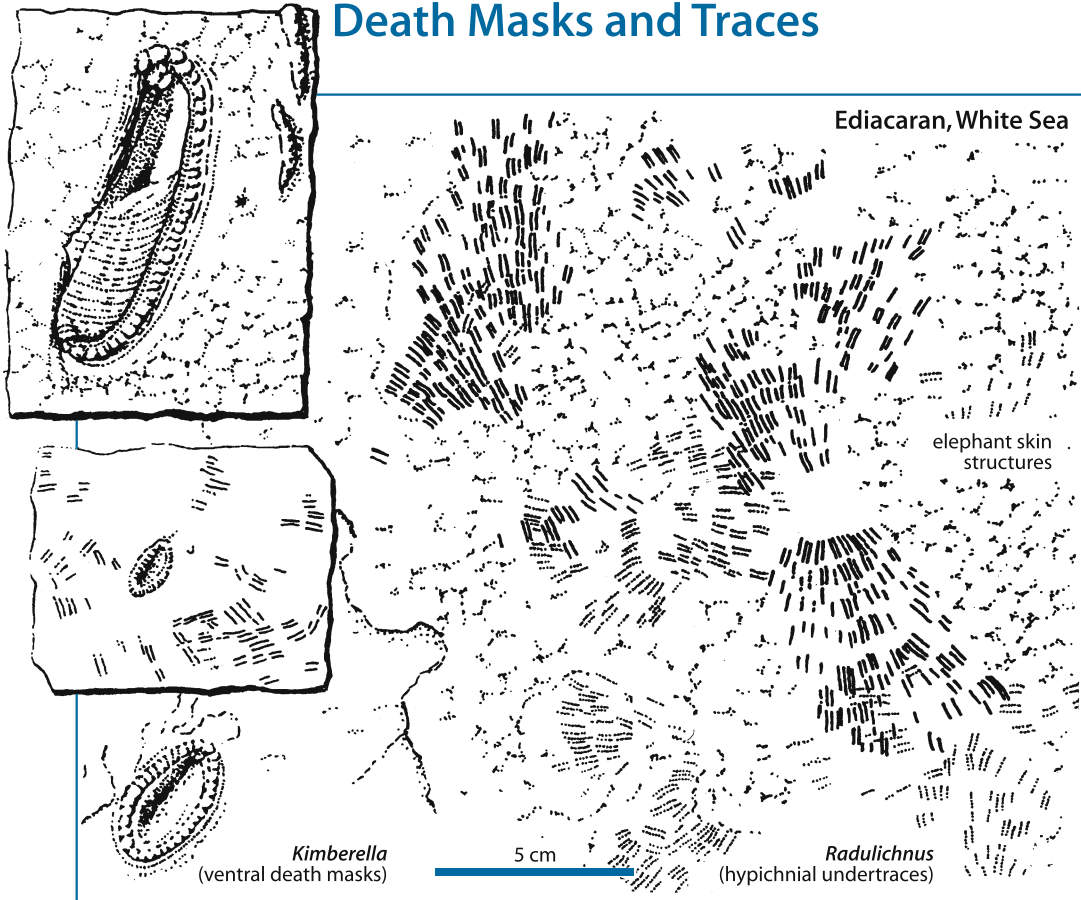 Death Masks and Traces
Ediacaran, White Sea
elephant skin
structures
Kimberella
(ventral death masks)
5 cm
Radulichnus
(hypichnial undertraces)